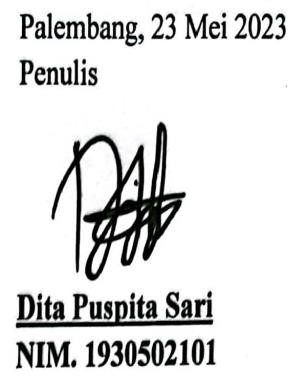 Palembang, 23 Mei 2023
Penulis
Dita Puspita Sari
NIM. 1930502101